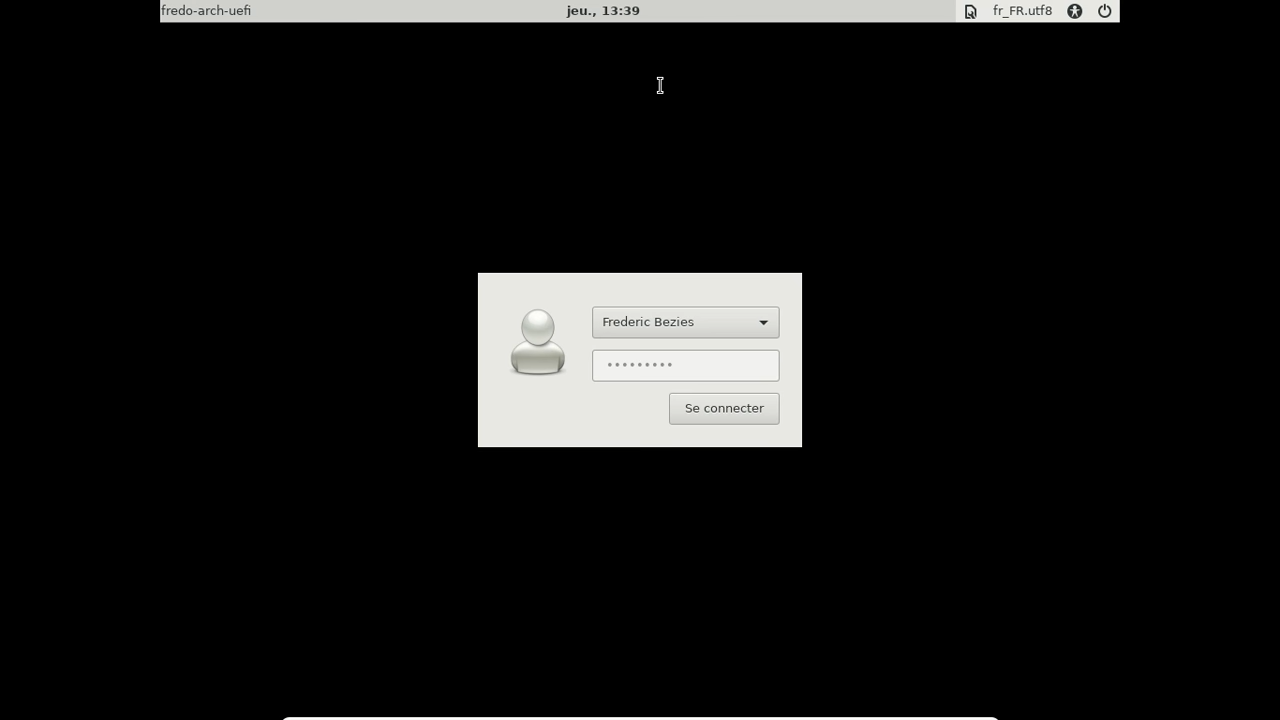 fredo-arch-uefi jeu., 13:39 fr_FR.utf8
Frederic Bezies
•••••••••
Se connecter